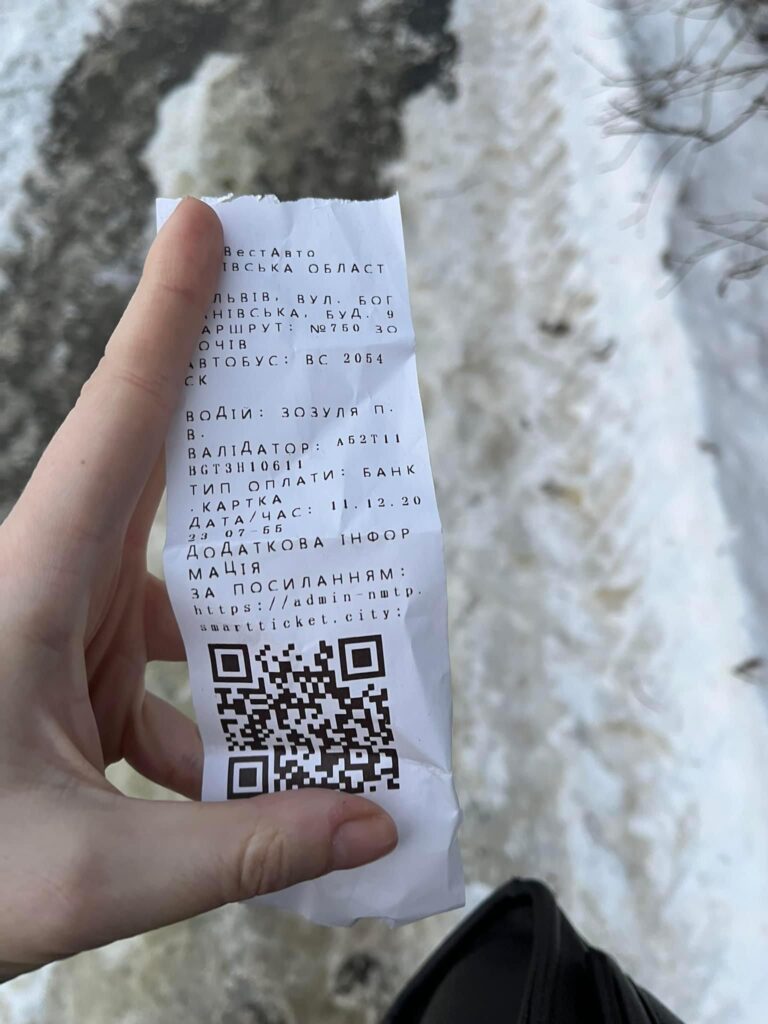 ВестАвто
ІВСЬКА ОБЛАСТ
ЛЬВІВ, ВУЛ. БОГ
НІВСЬКА, БУД. 9
АРШРУТ: №750 ЗО
ОЧІВ
АВТОБУС: ВС 2054
СК
ВОДІЙ: ЗОЗУЛЯ П.
В.
ВАЛІДАТОР: A52T11
BGT3H10611
ТИП ОПЛАТИ: БАНК
.КАРТКА
ДАТА/ЧАС: 11.12.20
23 07-55
ДОДАТКОВА ІНФОР
МАЦІЯ
ЗА ПОСИЛАННЯМ:
https://admin-nmtp.
smartticket.city: